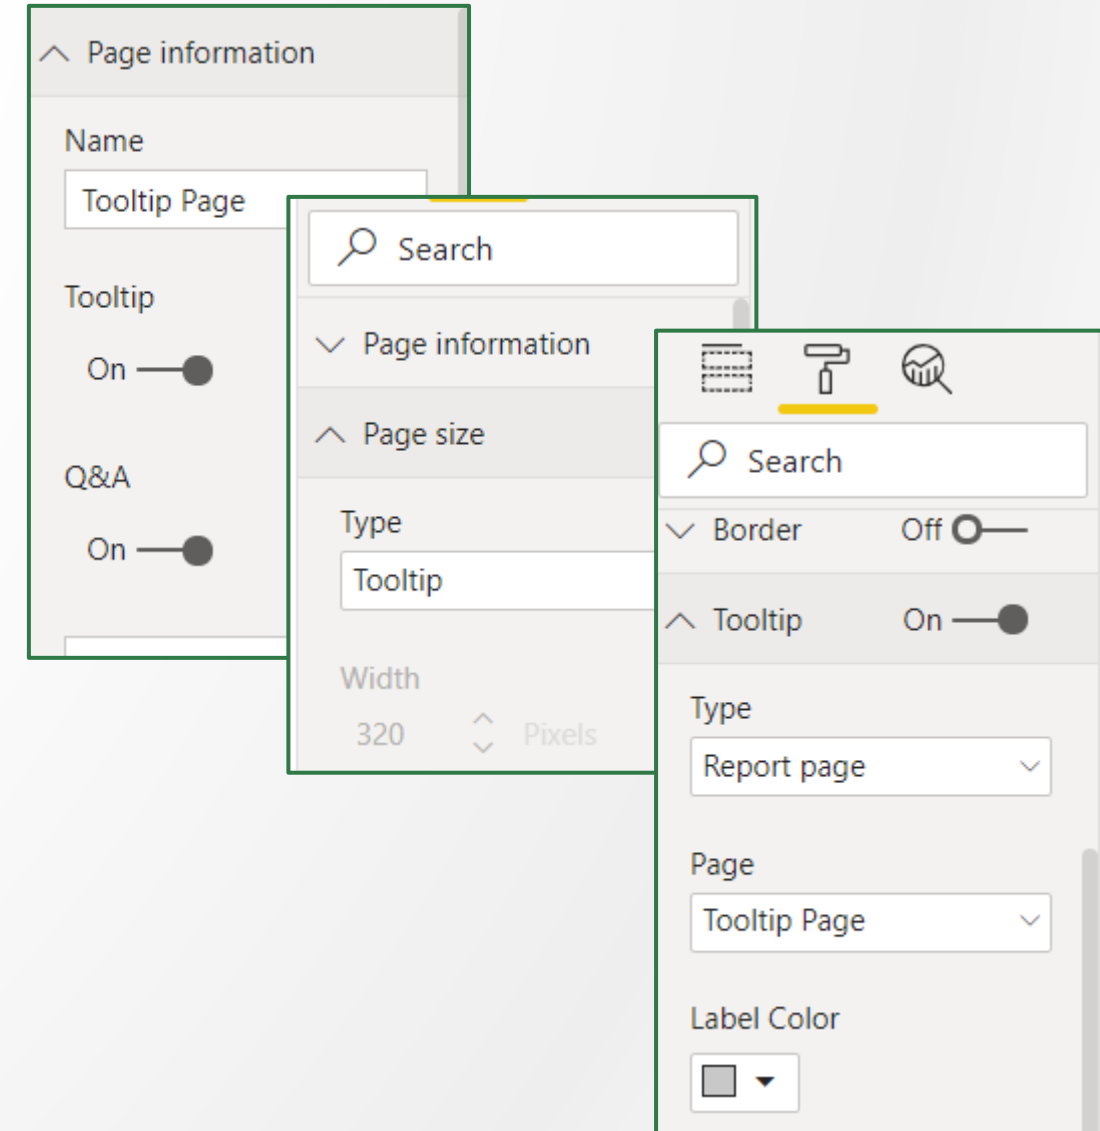 Page information
Name
Tooltip Page
Tooltip
On
Q&A
On
Search
Page information
Page size
Type
Tooltip
Width
320 Pixels
Search
Border Off
Tooltip On
Type
Report page
Page
Tooltip Page
Label Color